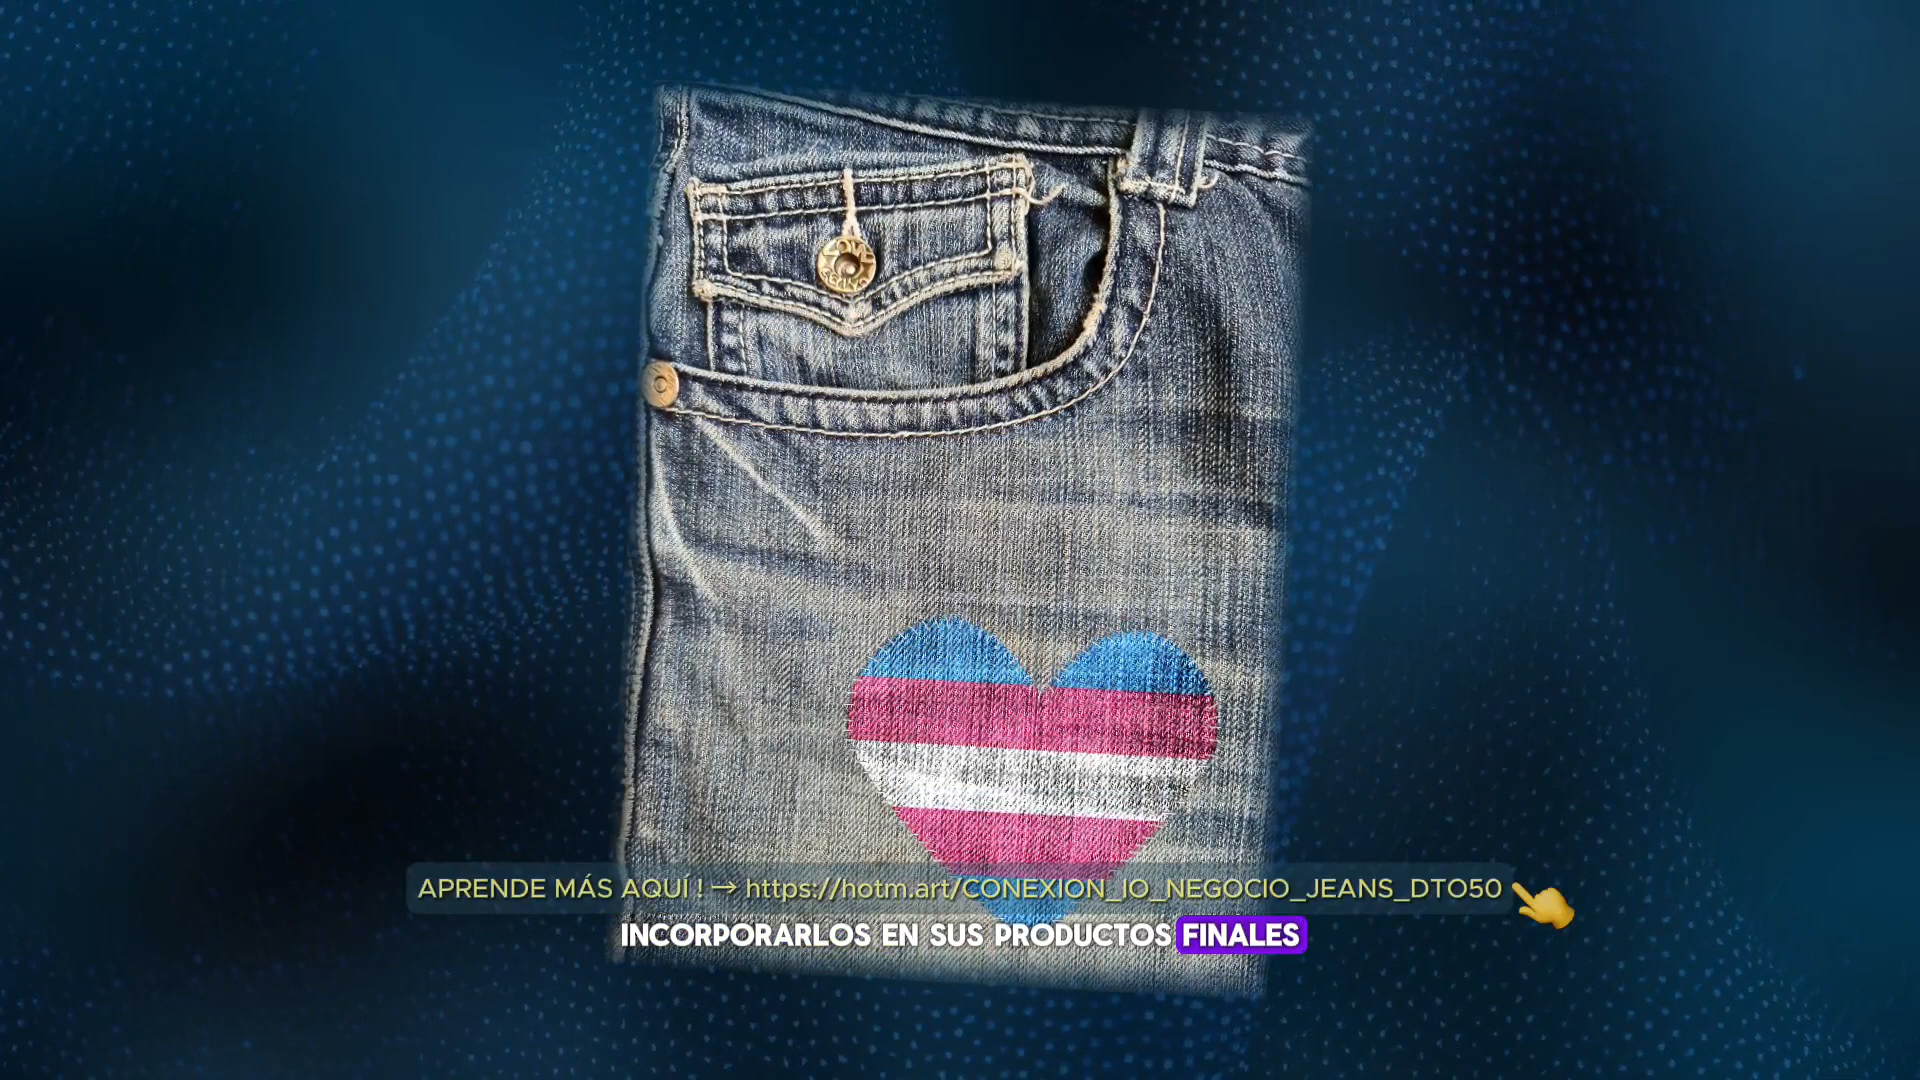 APRENDE MÁS AQUÍ ! → https://hotm.art/CONEXION_IO_NEGOCIO_JEANS_DTO50
INCORPORARLOS EN SUS PRODUCTOS FINALES